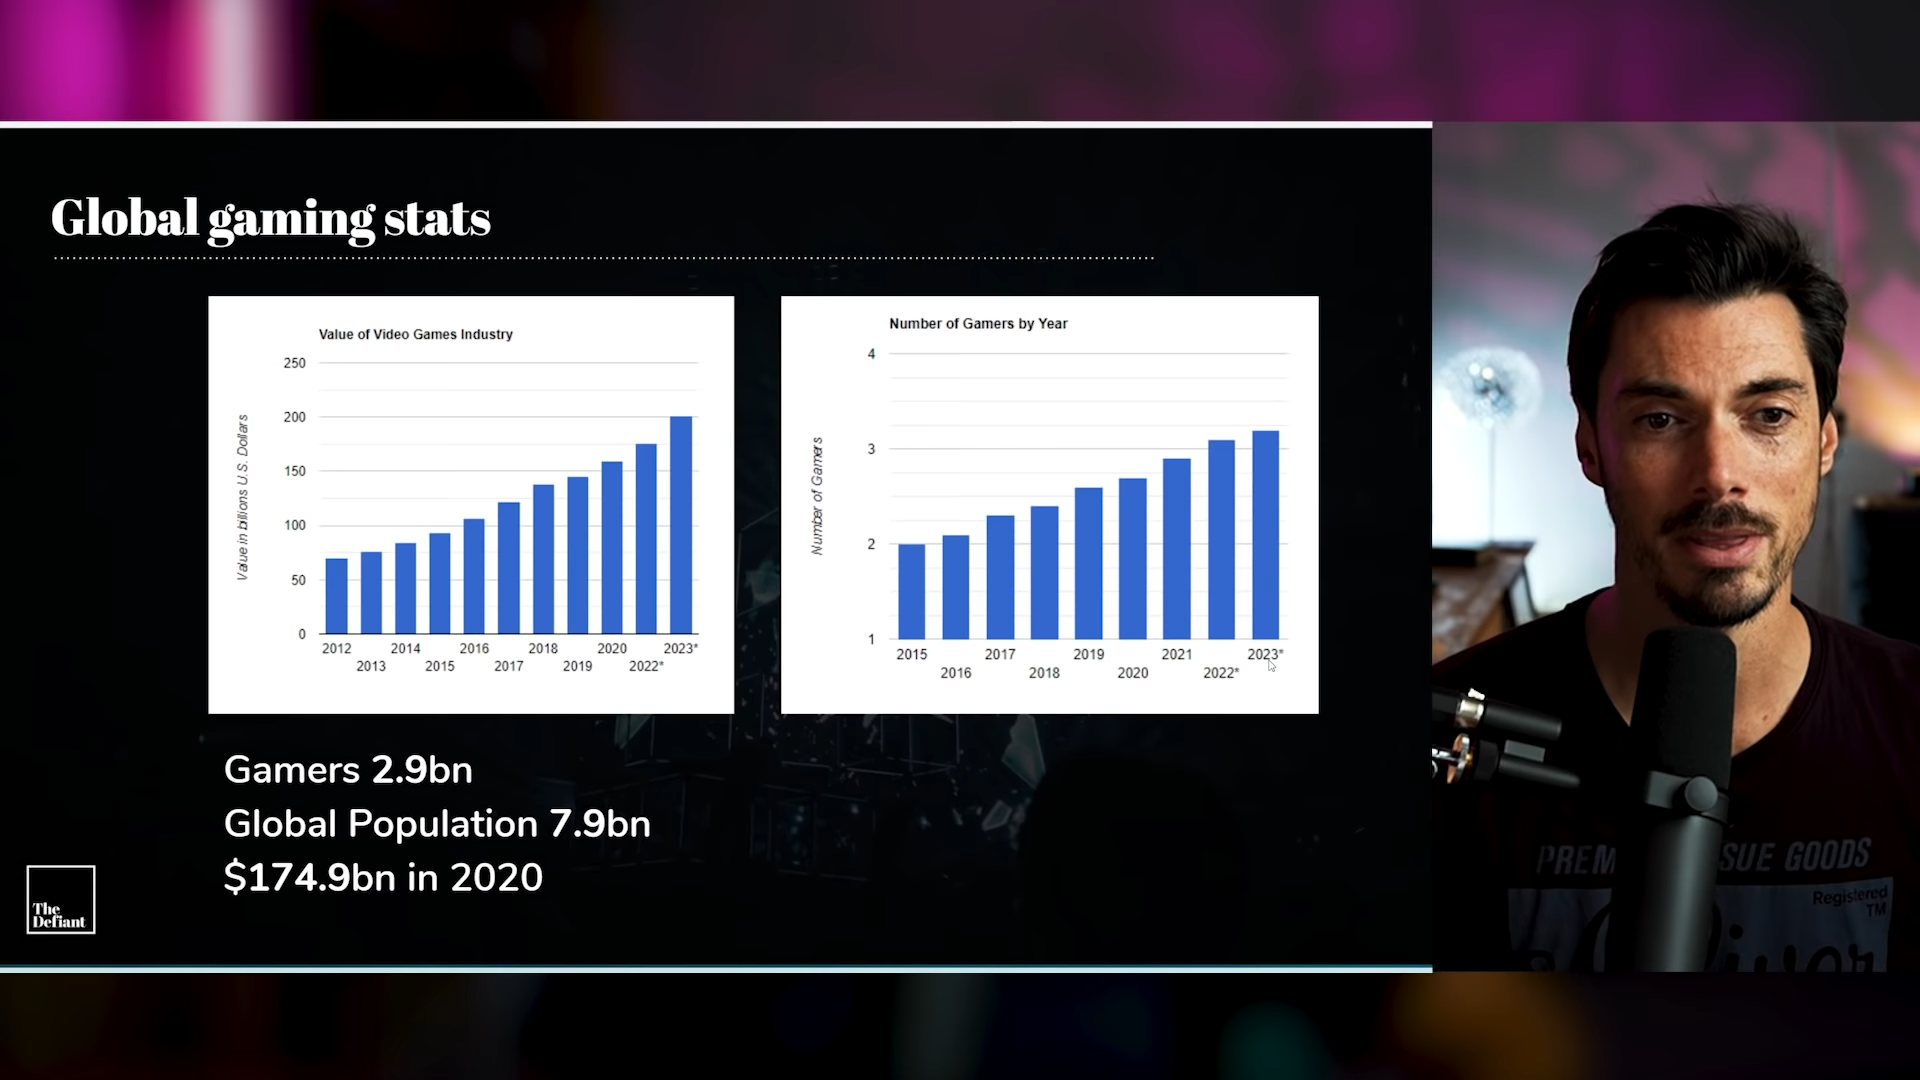 Global gaming stats
Value of Video Games Industry
Value in billions U.S. Dollars
250
200
150
100
50
0
2012 2014 2016 2018 2020 2023*
2013 2015 2017 2019 2022*
Number of Gamers by Year
Number of Gamers
4
3
2
1
2015 2017 2019 2021 2023*
2016 2018 2020 2022*
Gamers 2.9bn
Global Population 7.9bn
$174.9bn in 2020
The
Defiant
GOODS
Registered
TM